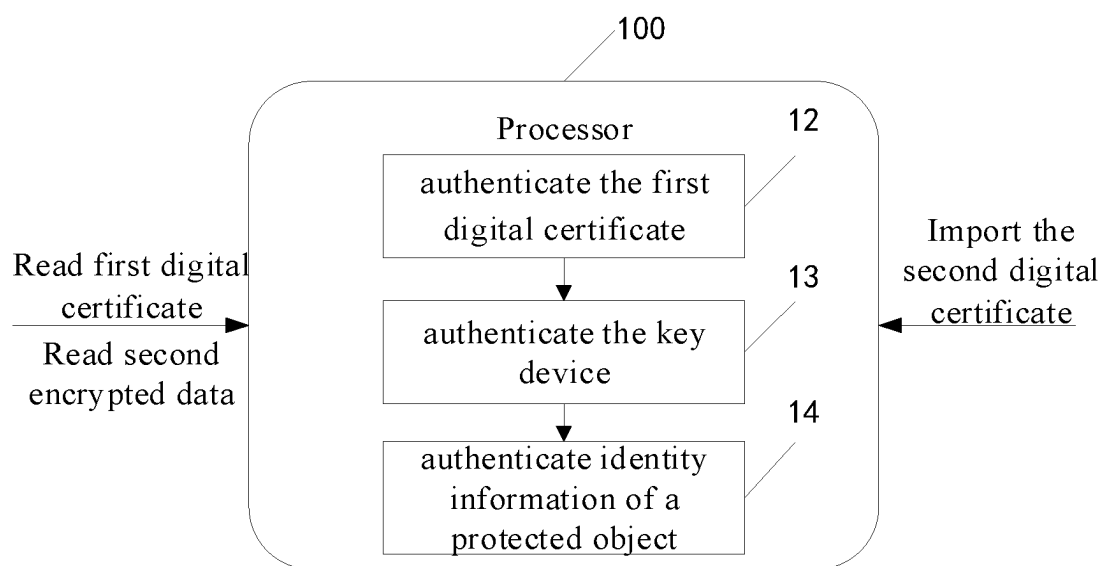 100
Processor
12
authenticate the first
digital certificate
Read first digital
certificate
Read second
encrypted data
Import the
second digital
certificate
13
authenticate the key
device
14
authenticate identity
information of a
protected object